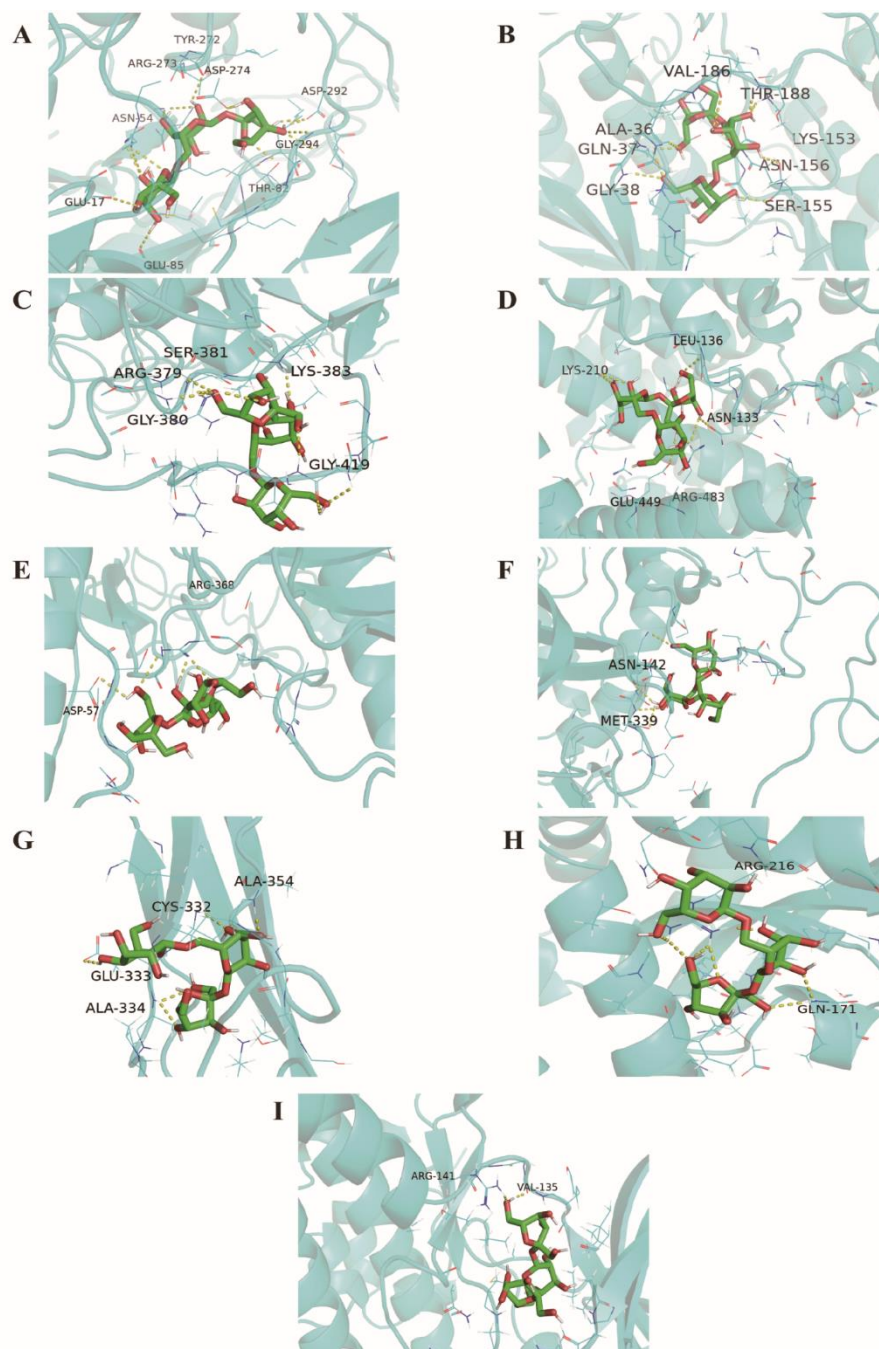 A
TYR-272
ARG-273
ASP-274
ASP-292
ASN-54
GLY-294
THR-82
GLU-17
GLU-85
B
VAL-186
THR-188
ALA-36
LYS-153
GLN-37
ASN-156
GLY-38
SER-155
C
SER-381
ARG-379
LYS-383
GLY-380
GLY-419
D
LEU-136
LYS-210
ASN-133
GLU-449
ARG-483
E
ARG-368
ASP-57
F
ASN-142
MET-339
G
ALA-354
CYS-332
GLU-333
ALA-334
H
ARG-216
GLN-171
I
ARG-141
VAL-135